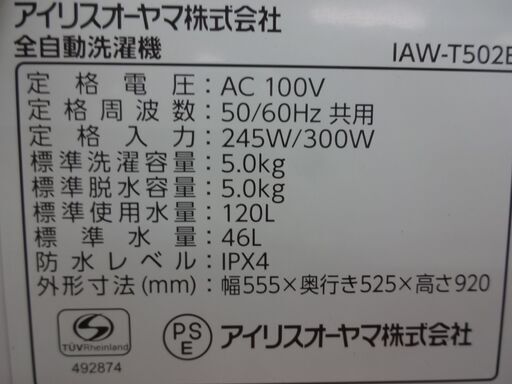 アイリスオーヤマ株式会社
全自動洗濯機 IAW-T502E
定格電圧：AC 100V
定格周波数：50/60Hz 共用
定格入力：245W/300W
標準洗濯容量：5.0kg
標準脱水容量：5.0kg
標準使用水量：120L
標準水量：46L
防水レベル：IPX4
外形寸法(mm)：幅555×奥行き525×高さ920
TÜVRheinland
492874
PSE
アイリスオーヤマ株式会社